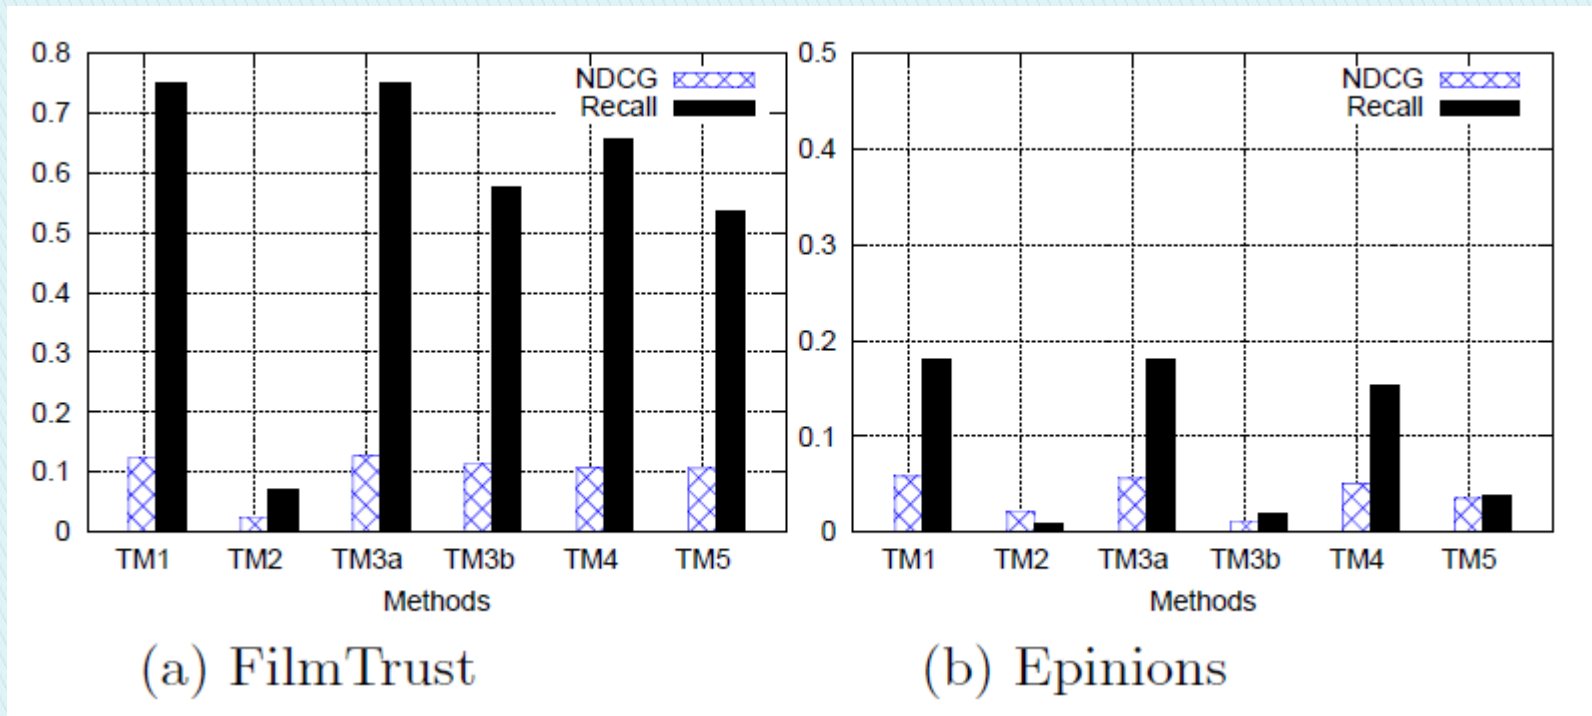 0.8
0.7
0.6
0.5
0.4
0.3
0.2
0.1
0
NDCG
Recall
TM1 TM2 TM3a TM3b TM4 TM5
Methods
(a) FilmTrust
0.5
0.4
0.3
0.2
0.1
0
NDCG
Recall
TM1 TM2 TM3a TM3b TM4 TM5
Methods
(b) Epinions